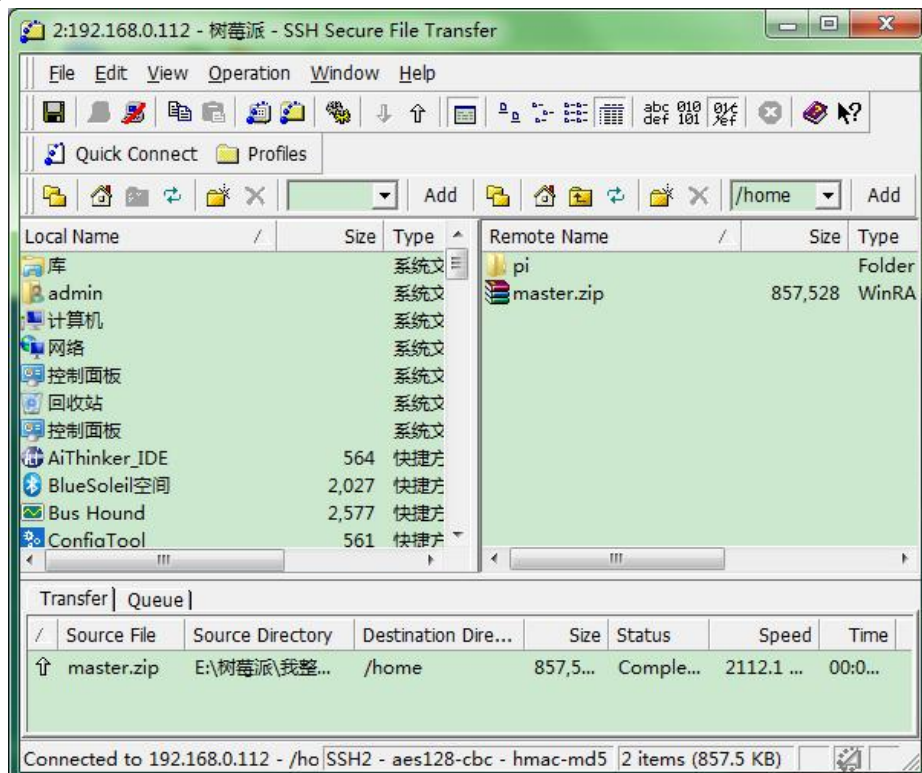 2:192.168.0.112 - 树莓派 - SSH Secure File Transfer
File Edit View Operation Window Help
Quick Connect Profiles
Add /home Add
Local Name / Size Type Remote Name / Size Type
库 系统文 pi Folder
admin 系统文 master.zip 857,528 WinRA
计算机 系统文
网络 系统文
控制面板 系统文
回收站 系统文
控制面板 系统文
AiThinker_IDE 564 快捷方
BlueSoleil空间 2,027 快捷方
Bus Hound 2,577 快捷方
ConfigTool 561 快捷方
Transfer Queue
/ Source File Source Directory Destination Dire... Size Status Speed Time
master.zip E:\树莓派\我整... /home 857,5... Comple... 2112.1 ... 00:0...
Connected to 192.168.0.112 - /ho SSH2 - aes128-cbc - hmac-md5 2 items (857.5 KB)